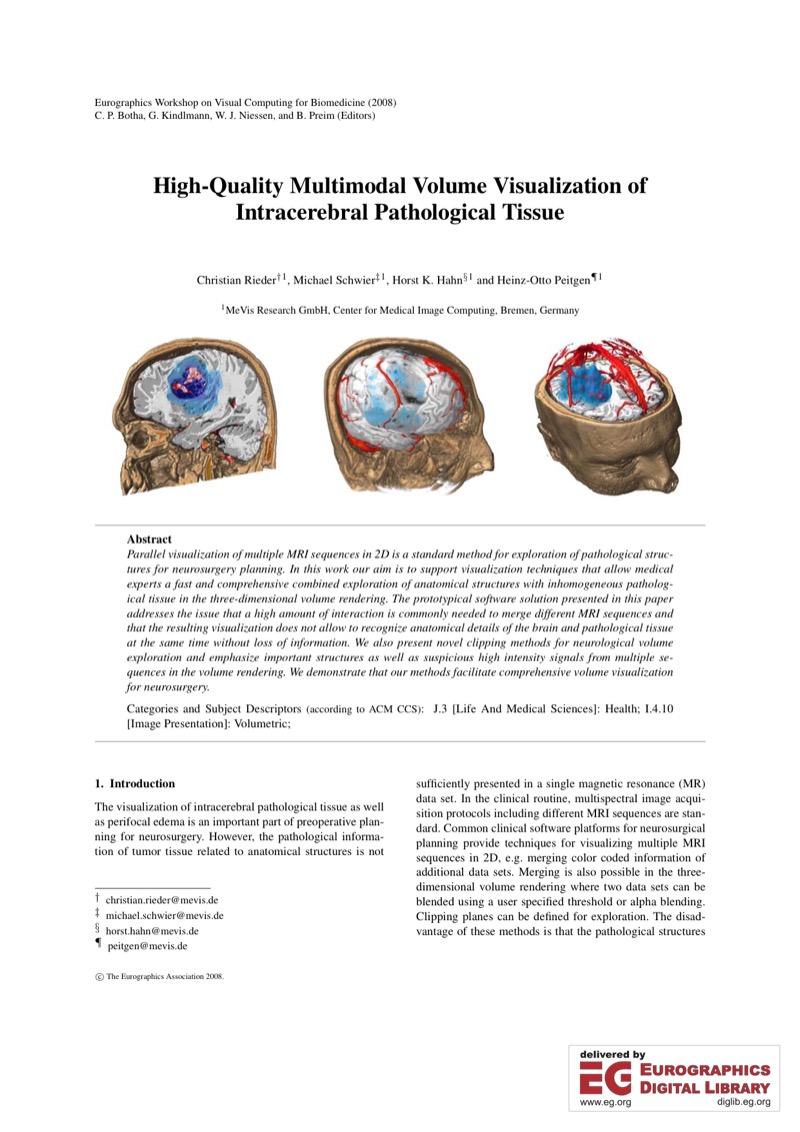 Eurographics Workshop on Visual Computing for Biomedicine (2008)
C. P. Botha, G. Kindlmann, W. J. Niessen, and B. Preim (Editors)
High-Quality Multimodal Volume Visualization of
Intracerebral Pathological Tissue
Christian Rieder†1, Michael Schwier‡1, Horst K. Hahn§1 and Heinz-Otto Peitgen¶1
1MeVis Research GmbH, Center for Medical Image Computing, Bremen, Germany
Abstract
Parallel visualization of multiple MRI sequences in 2D is a standard method for exploration of pathological struc-
tures for neurosurgery planning. In this work our aim is to support visualization techniques that allow medical
experts a fast and comprehensive combined exploration of anatomical structures with inhomogeneous patholog-
ical tissue in the three-dimensional volume rendering. The prototypical software solution presented in this paper
addresses the issue that a high amount of interaction is commonly needed to merge different MRI sequences and
that the resulting visualization does not allow to recognize anatomical details of the brain and pathological tissue
at the same time without loss of information. We also present novel clipping methods for neurological volume
exploration and emphasize important structures as well as suspicious high intensity signals from multiple se-
quences in the volume rendering. We demonstrate that our methods facilitate comprehensive volume visualization
for neurosurgery.
Categories and Subject Descriptors (according to ACM CCS): J.3 [Life And Medical Sciences]: Health; I.4.10
[Image Presentation]: Volumetric;
1. Introduction
The visualization of intracerebral pathological tissue as well
as perifocal edema is an important part of preoperative plan-
ning for neurosurgery. However, the pathological informa-
tion of tumor tissue related to anatomical structures is not
† christian.rieder@mevis.de
‡ michael.schwier@mevis.de
§ horst.hahn@mevis.de
¶ peitgen@mevis.de
© The Eurographics Association 2008.
sufficiently presented in a single magnetic resonance (MR)
data set. In the clinical routine, multispectral image acqui-
sition protocols including different MRI sequences are stan-
dard. Common clinical software platforms for neurosurgical
planning provide techniques for visualizing multiple MRI
sequences in 2D, e.g. merging color coded information of
additional data sets. Merging is also possible in the three-
dimensional volume rendering where two data sets can be
blended using a user specified threshold or alpha blending.
Clipping planes can be defined for exploration. The disad-
vantage of these methods is that the pathological structures
delivered by
EG EUROGRAPHICS
DIGITAL LIBRARY
www.eg.org diglib.eg.org